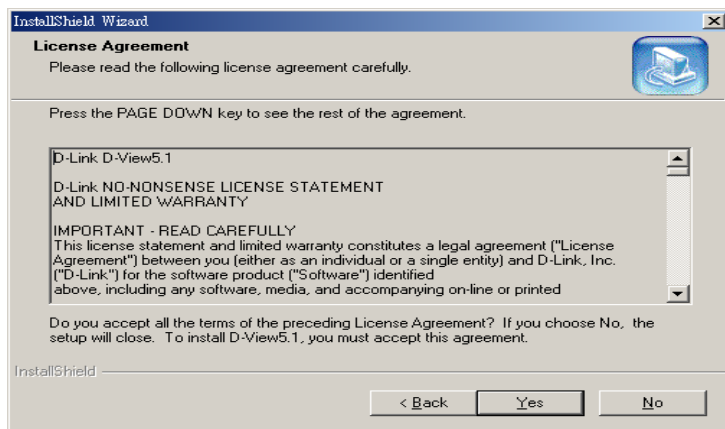 InstallShield Wizard
License Agreement
Please read the following license agreement carefully.
Press the PAGE DOWN key to see the rest of the agreement.
D-Link D-View5.1
D-Link NO-NONSENSE LICENSE STATEMENT
AND LIMITED WARRANTY
IMPORTANT - READ CAREFULLY
This license statement and limited warranty constitutes a legal agreement ("License
Agreement") between you (either as an individual or a single entity) and D-Link, Inc.
("D-Link") for the software product ("Software") identified
above, including any software, media, and accompanying on-line or printed
Do you accept all the terms of the preceding License Agreement? If you choose No, the
setup will close. To install D-View5.1, you must accept this agreement.
InstallShield
< Back
Yes
No